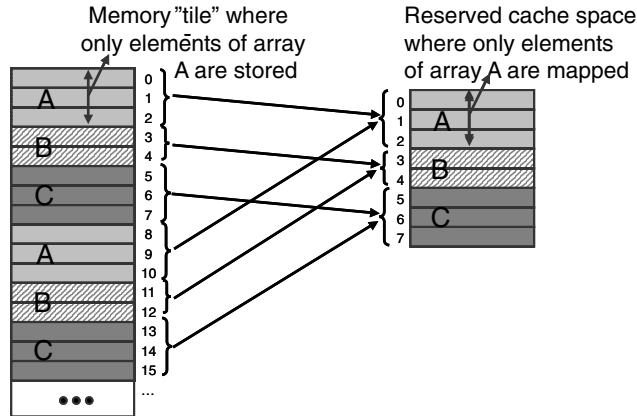 Memory "tile" where
only elements of array
A are stored
Reserved cache space
where only elements
of array A are mapped
A
B
C
A
B
C
•••
0
1
2
3
4
5
6
7
8
9
10
11
12
13
14
15
...
0
1
2
3
4
5
6
7
A
B
C